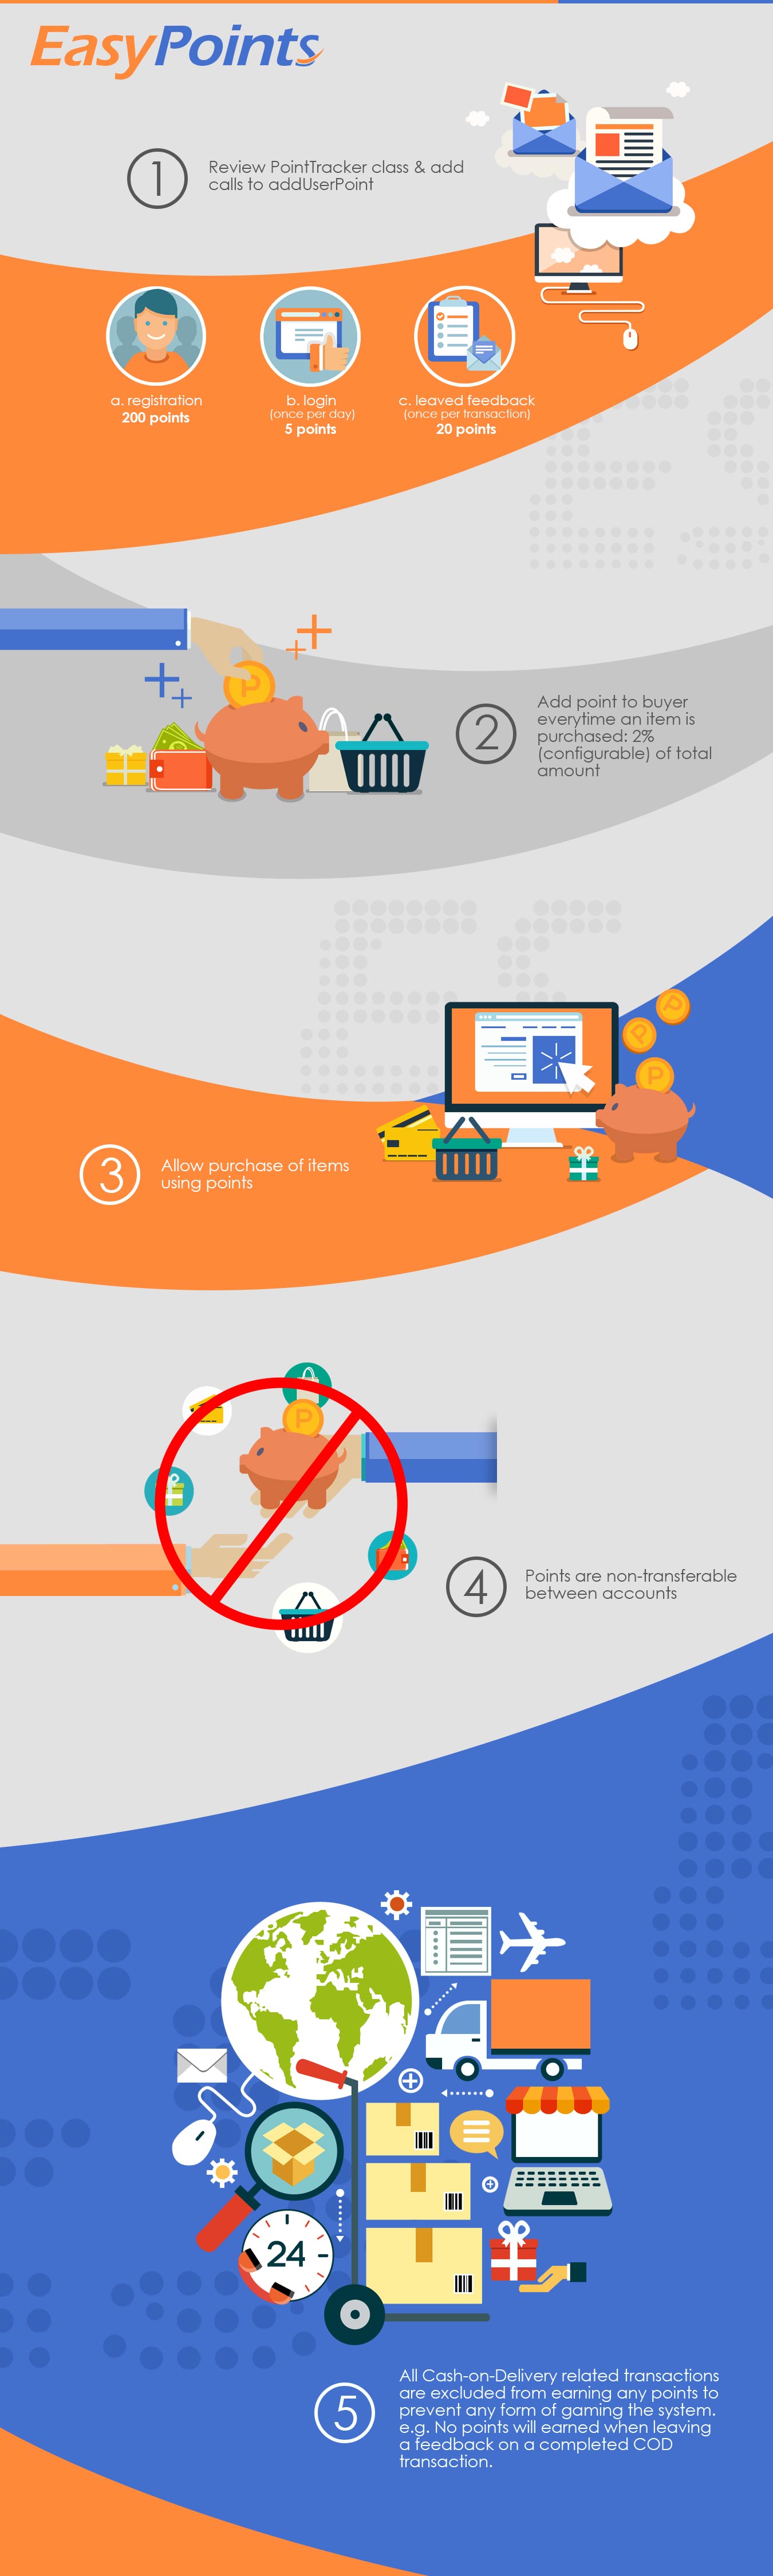 EasyPoints
1
Review PointTracker class & add
calls to addUserPoint
a. registration
200 points
b. login
(once per day)
5 points
c. leaved feedback
(once per transaction)
20 points
P
2
Add point to buyer
everytime an item is
purchased: 2%
(configurable) of total
amount
P
P
P
3
Allow purchase of items
using points
P
4
Points are non-transferable
between accounts
24
5
All Cash-on-Delivery related transactions
are excluded from earning any points to
prevent any form of gaming the system.
e.g. No points will earned when leaving
a feedback on a completed COD
transaction.